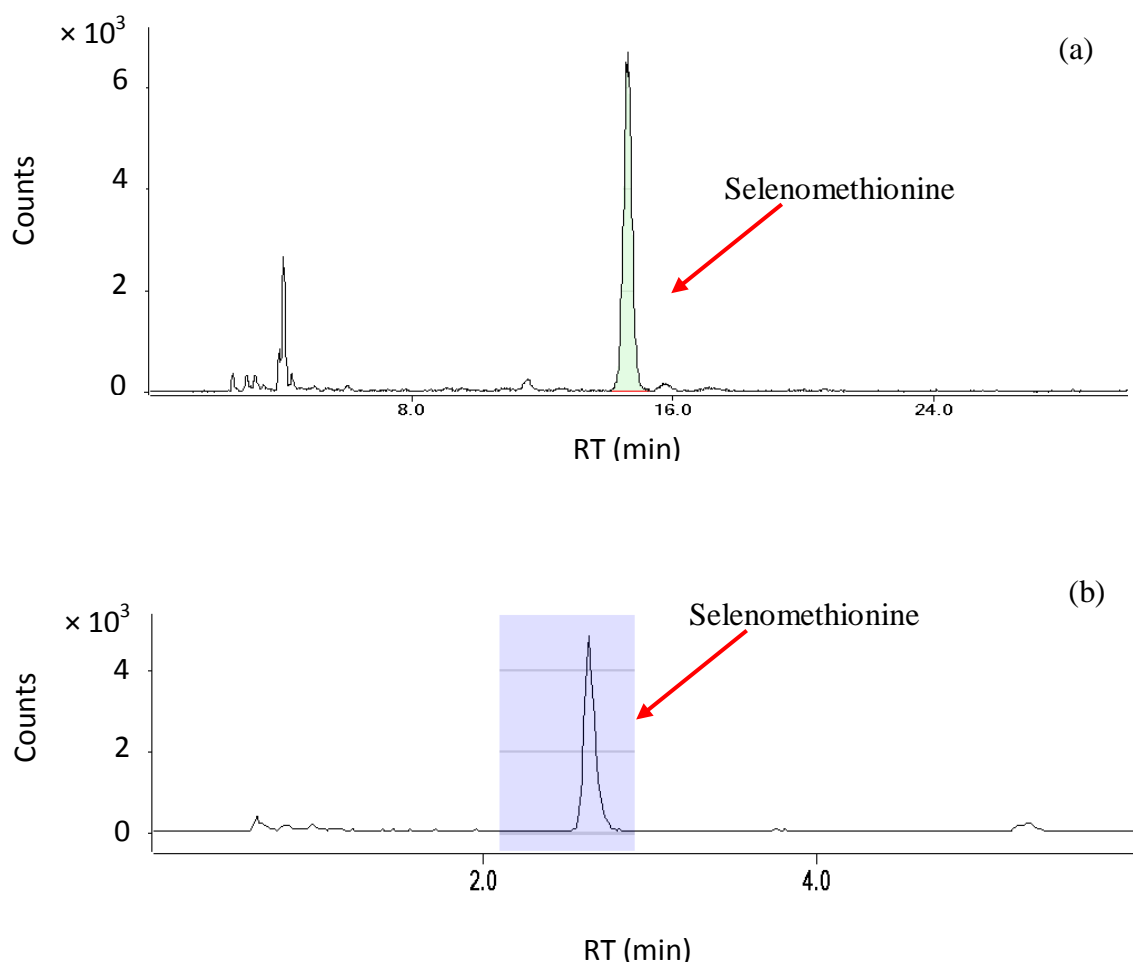 × 10³
(a)
6
Selenomethionine
4
Counts
2
0
8.0 16.0 24.0
RT (min)
(b)
× 10³
Selenomethionine
4
Counts
2
0
2.0 4.0
RT (min)